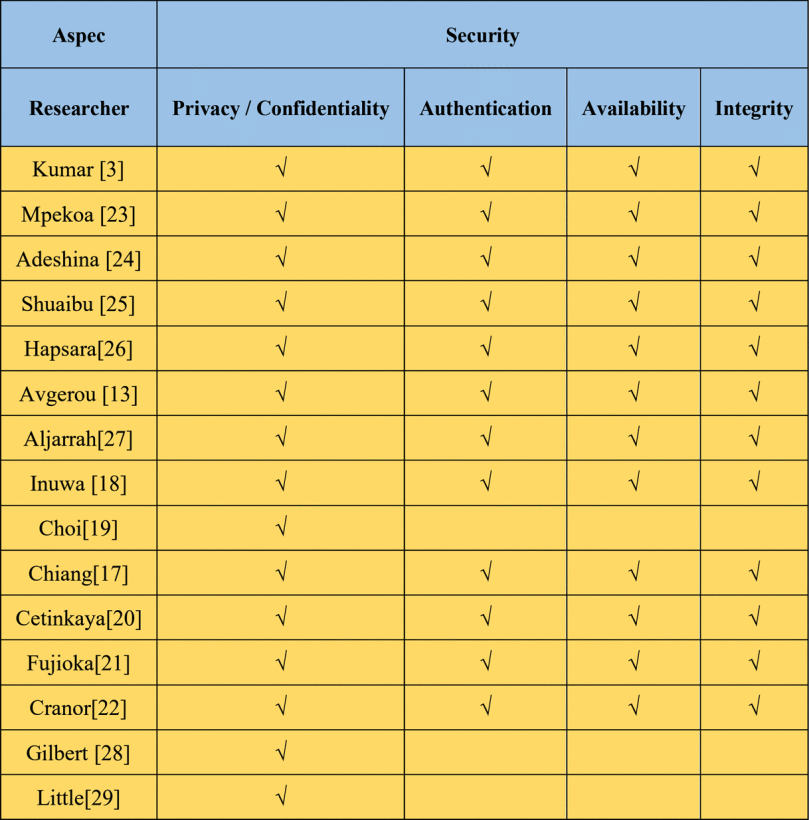 Aspec Security
Researcher Privacy / Confidentiality Authentication Availability Integrity
Kumar [3] √ √ √ √
Mpekoa [23] √ √ √ √
Adeshina [24] √ √ √ √
Shuaibu [25] √ √ √ √
Hapsara[26] √ √ √ √
Avgerou [13] √ √ √ √
Aljarrah[27] √ √ √ √
Inuwa [18] √ √ √ √
Choi[19] √
Chiang[17] √ √ √ √
Cetinkaya[20] √ √ √ √
Fujioka[21] √ √ √ √
Cranor[22] √ √ √ √
Gilbert [28] √
Little[29] √